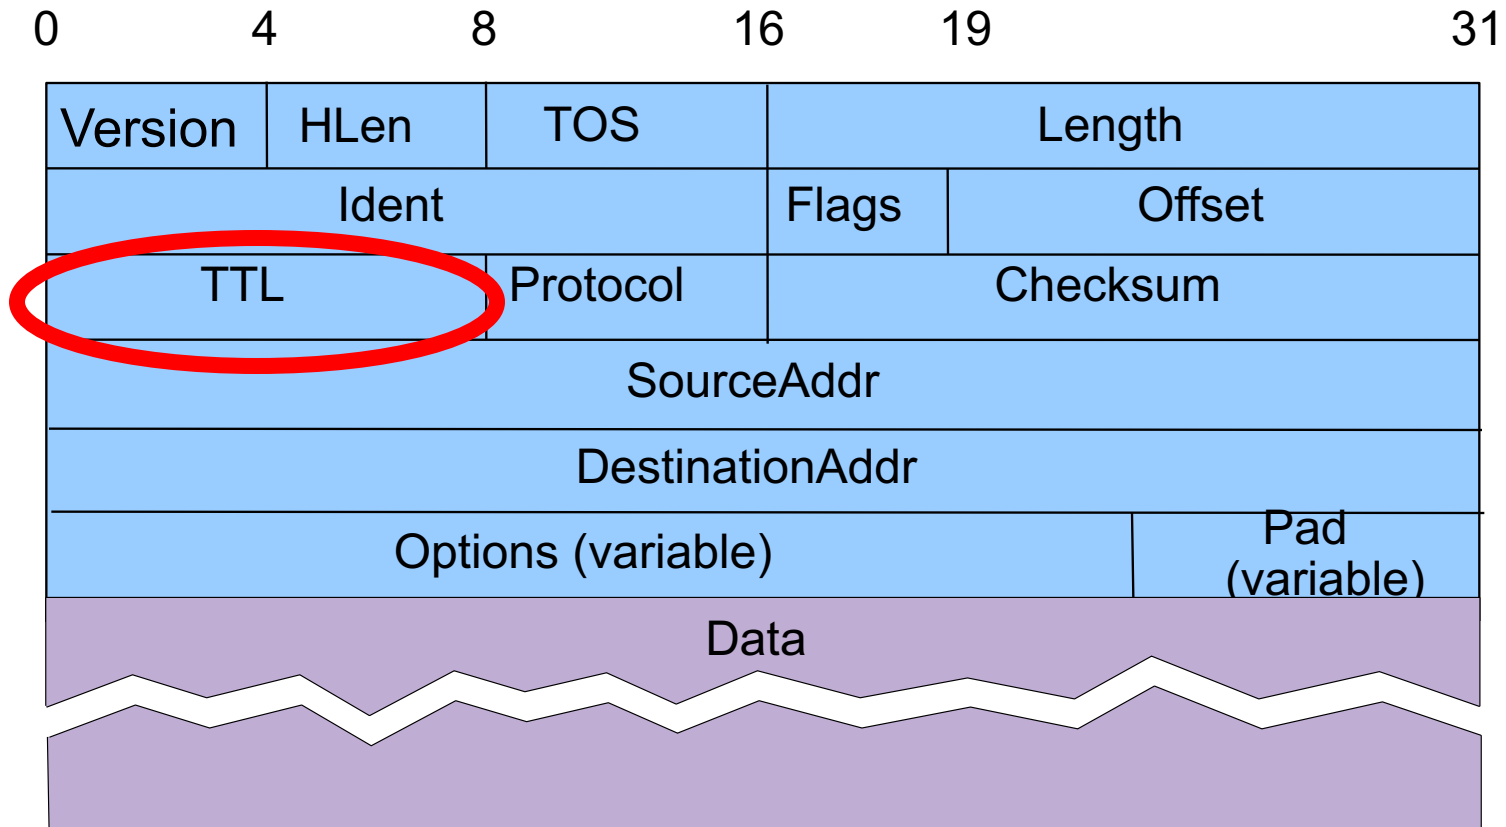 0 4 8 16 19 31
Version HLen TOS Length
Ident Flags Offset
TTL Protocol Checksum
SourceAddr
DestinationAddr
Options (variable) Pad
(variable)
Data